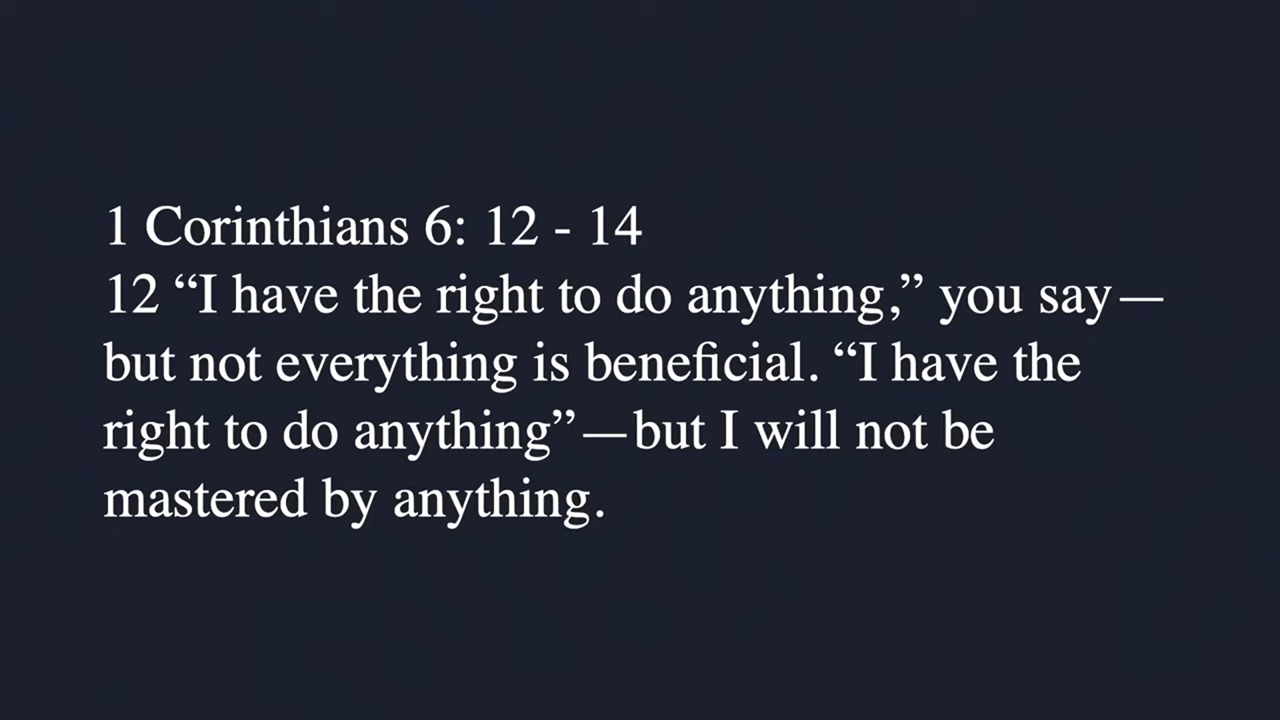 1 Corinthians 6: 12 - 14
12 “I have the right to do anything,” you say—
but not everything is beneficial. “I have the
right to do anything”—but I will not be
mastered by anything.